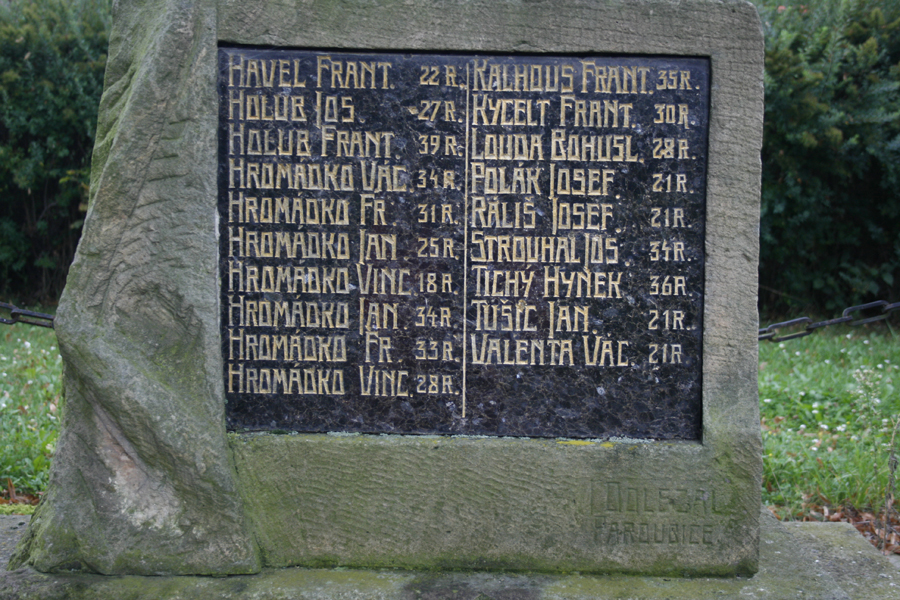 HAVEL FRANT. 22 R.
HOLUB JOS 27 R.
HOLUB FRANT. 39 R.
HROMÁDKO VÁC. 34 R.
HROMÁDKO FR. 31 R.
HROMÁDKO JAN 25 R.
HROMÁDKO VINC. 18 R.
HROMÁDKO JAN 34 R.
HROMÁDKO FR. 33 R.
HROMÁDKO VINC. 28 R.
KALHOUS FRANT. 35 R.
KYCELT FRANT. 30 R.
LOUDA BOHUSL. 28 R.
POLÁK JOSEF 21 R.
RÁLIŠ JOSEF. 21 R.
STROUHAL JOS. 34 R.
TICHÝ HYNEK 36 R.
TŮŠIC JAN. 21 R.
VALENTA VÁC. 21 R
DOLEŽAL
PARDUBICE.